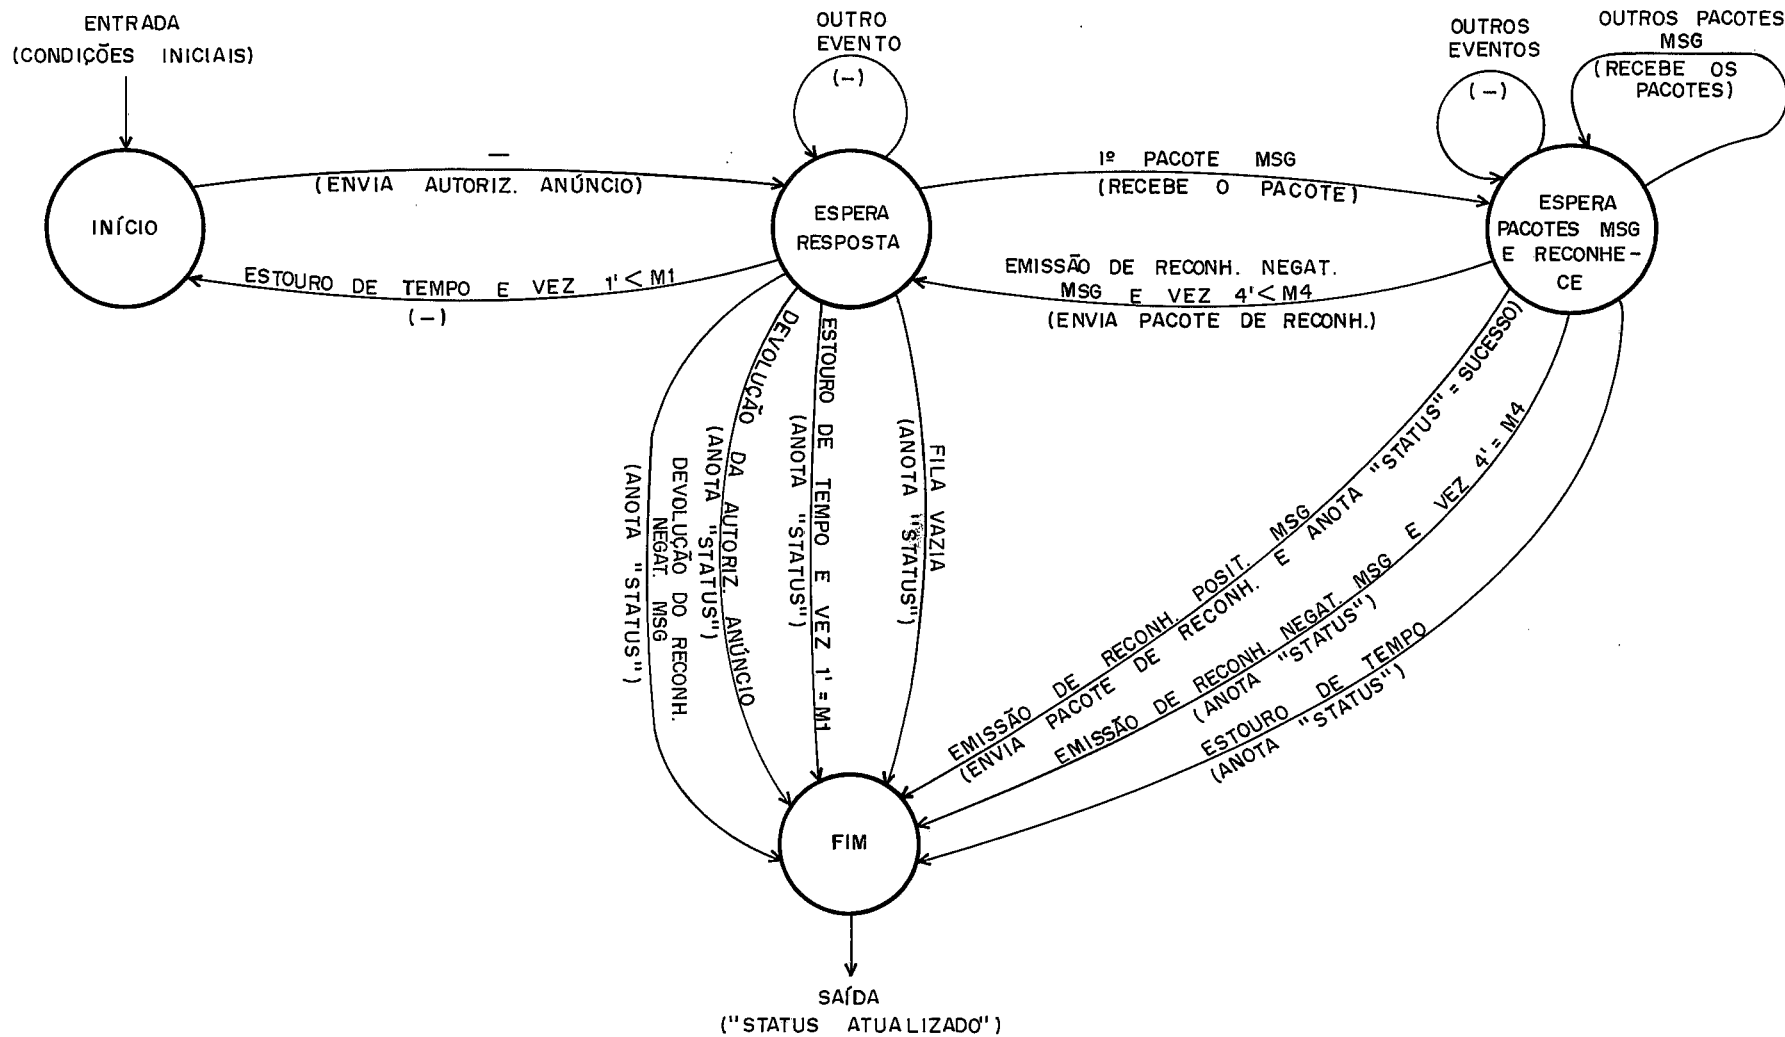 ENTRADA
(CONDIÇÕES INICIAIS)
OUTRO
EVENTO
(-)
OUTROS
EVENTOS
(-)
OUTROS PACOTES
MSG
(RECEBE OS
PACOTES)
INÍCIO
—
(ENVIA AUTORIZ. ANÚNCIO)
ESPERA
RESPOSTA
1º PACOTE MSG
(RECEBE O PACOTE)
ESPERA
PACOTES MSG
E RECONHE-
CE
ESTOURO DE TEMPO E VEZ 1' < M1
(-)
EMISSÃO DE RECONH. NEGAT.
MSG E VEZ 4' < M4
(ENVIA PACOTE DE RECONH.)
DEVOLUÇÃO DO RECONH.
NEGAT. MSG
(ANOTA "STATUS")
DEVOLUÇÃO DA AUTORIZ. ANÚNCIO
(ANOTA "STATUS")
ESTOURO DE TEMPO E VEZ 1' = M1
(ANOTA "STATUS")
FILA VAZIA
(ANOTA "STATUS")
EMISSÃO DE RECONH. POSIT. MSG
(ENVIA PACOTE DE RECONH. E ANOTA "STATUS" = SUCESSO)
EMISSÃO DE RECONH. NEGAT. MSG E VEZ 4' = M4
(ANOTA "STATUS")
ESTOURO DE TEMPO
(ANOTA "STATUS")
FIM
SAÍDA
("STATUS ATUALIZADO")